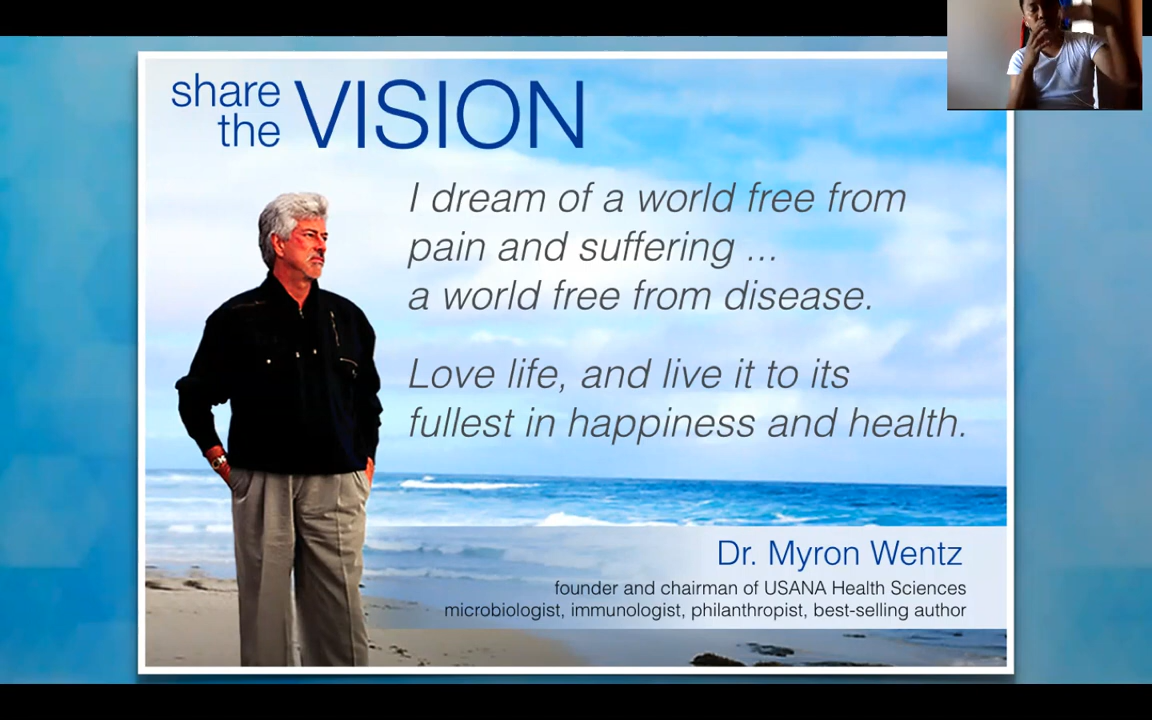 share
the VISION
I dream of a world free from
pain and suffering ...
a world free from disease.
Love life, and live it to its
fullest in happiness and health.
Dr. Myron Wentz
founder and chairman of USANA Health Sciences
microbiologist, immunologist, philanthropist, best-selling author